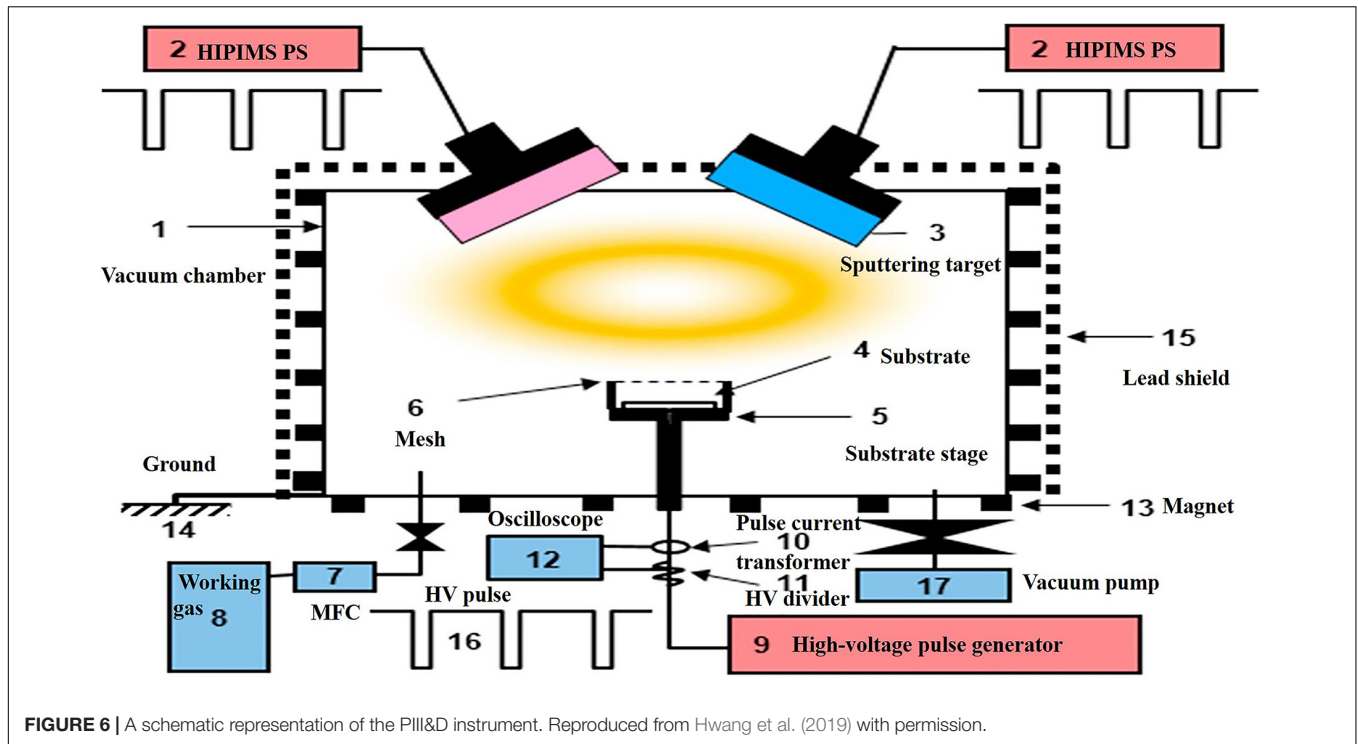 2 HIPIMS PS
2 HIPIMS PS
1
Vacuum chamber
3
Sputtering target
4 Substrate
15
Lead shield
6
Mesh
5
Substrate stage
Ground
14
13 Magnet
Oscilloscope
12
Pulse current
10
transformer
11
HV divider
Working
gas 8
7
MFC
HV pulse
16
17
Vacuum pump
9 High-voltage pulse generator
FIGURE 6 | A schematic representation of the PIII&D instrument. Reproduced from Hwang et al. (2019) with permission.